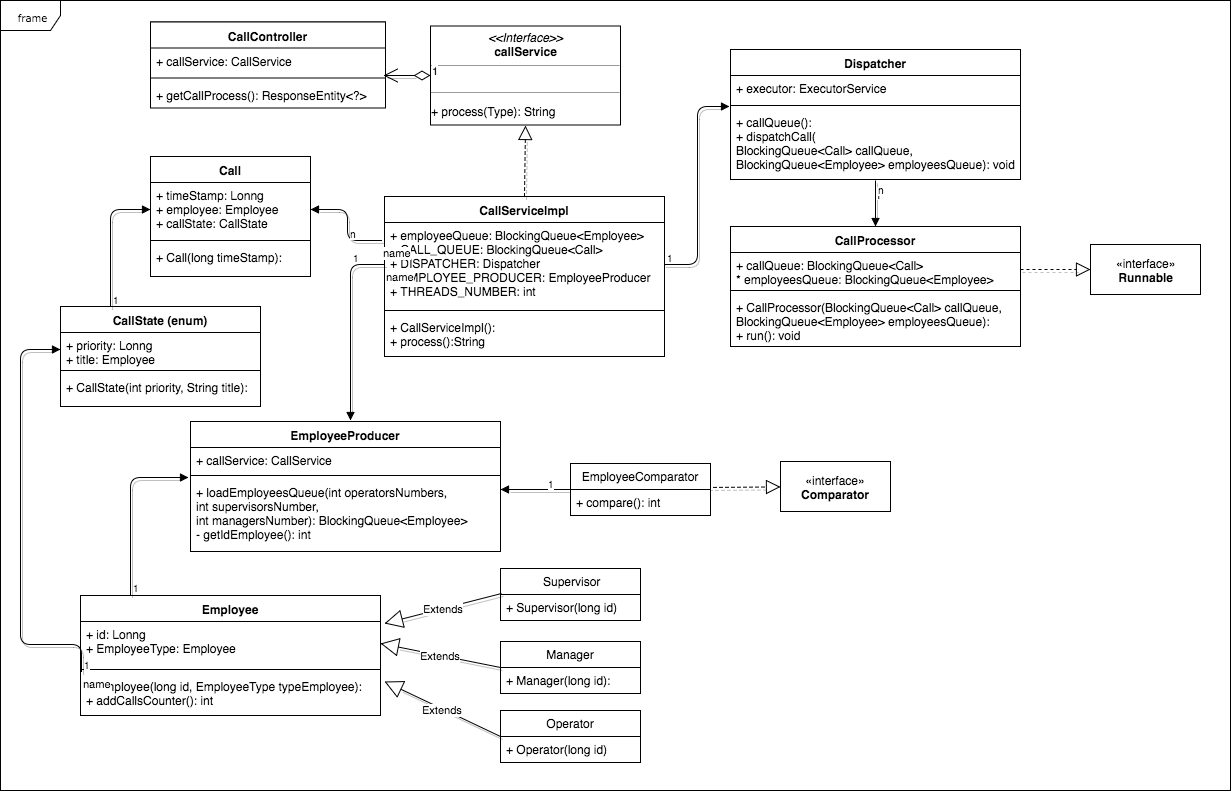 frame
CallController
+ callService: CallService
+ getCallProcess(): ResponseEntity<?>
<<Interface>>
callService
1
+ process(Type): String
Dispatcher
+ executor: ExecutorService
+ callQueue():
+ dispatchCall(
BlockingQueue<Call> callQueue,
BlockingQueue<Employee> employeesQueue): void
n
Call
+ timeStamp: Lonng
+ employee: Employee
+ callState: CallState
+ Call(long timeStamp):
n
1
CallServiceImpl
+ employeeQueue: BlockingQueue<Employee>
name
CALL_QUEUE: BlockingQueue<Call>
+ DISPATCHER: Dispatcher
name
MPLOYEE_PRODUCER: EmployeeProducer
+ THREADS_NUMBER: int
+ CallServiceImpl():
+ process():String
1
CallProcessor
+ callQueue: BlockingQueue<Call>
* employeesQueue: BlockingQueue<Employee>
+ CallProcessor(BlockingQueue<Call> callQueue,
BlockingQueue<Employee> employeesQueue):
+ run(): void
«interface»
Runnable
1
CallState (enum)
+ priority: Lonng
+ title: Employee
+ CallState(int priority, String title):
EmployeeProducer
+ callService: CallService
+ loadEmployeesQueue(int operatorsNumbers,
int supervisorsNumber,
int managersNumber): BlockingQueue<Employee>
- getIdEmployee(): int
1
EmployeeComparator
+ compare(): int
«interface»
Comparator
1
Employee
+ id: Lonng
+ EmployeeType: Employee
1
name
ployee(long id, EmployeeType typeEmployee):
+ addCallsCounter(): int
Extends
Supervisor
+ Supervisor(long id)
Extends
Manager
+ Manager(long id):
Extends
Operator
+ Operator(long id)